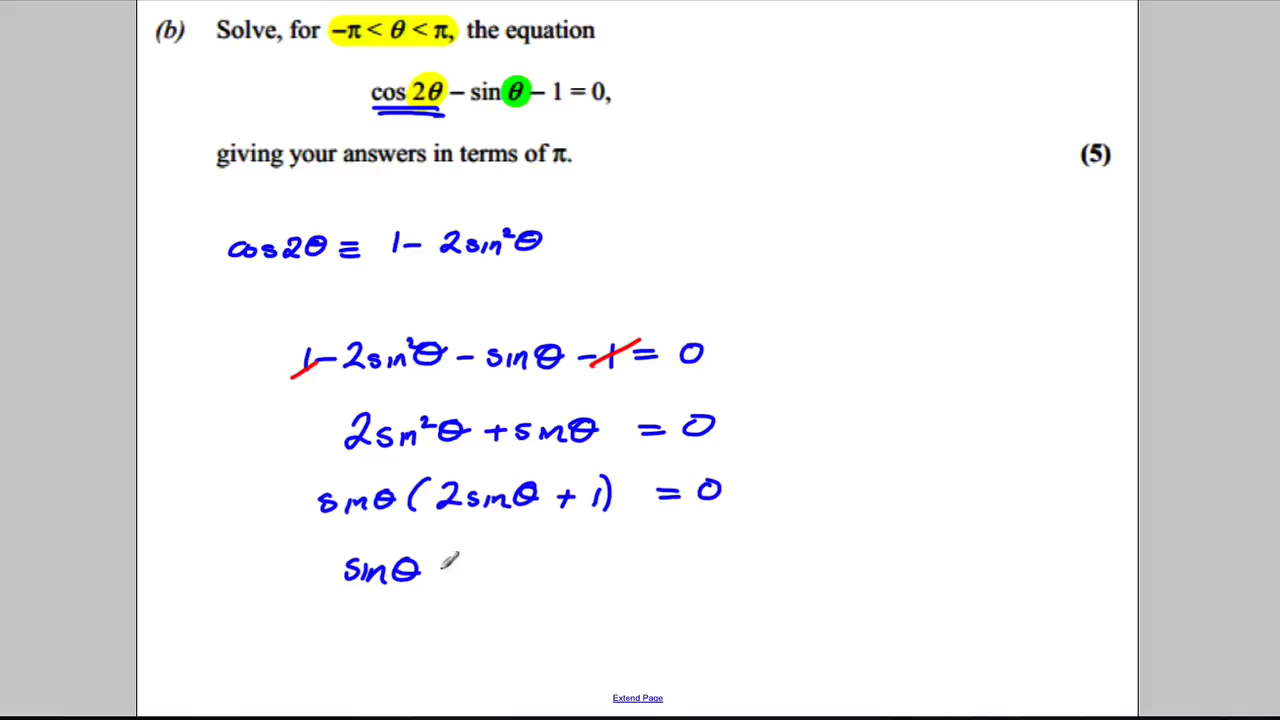 (b) Solve, for −π < θ < π, the equation
cos 2θ − sin θ − 1 = 0,
giving your answers in terms of π. (5)
cos2θ ≡ 1 − 2sin²θ
1 − 2sin²θ − sinθ − 1 = 0
2sin²θ + sinθ = 0
sinθ ( 2sinθ + 1) = 0
sinθ
Extend Page